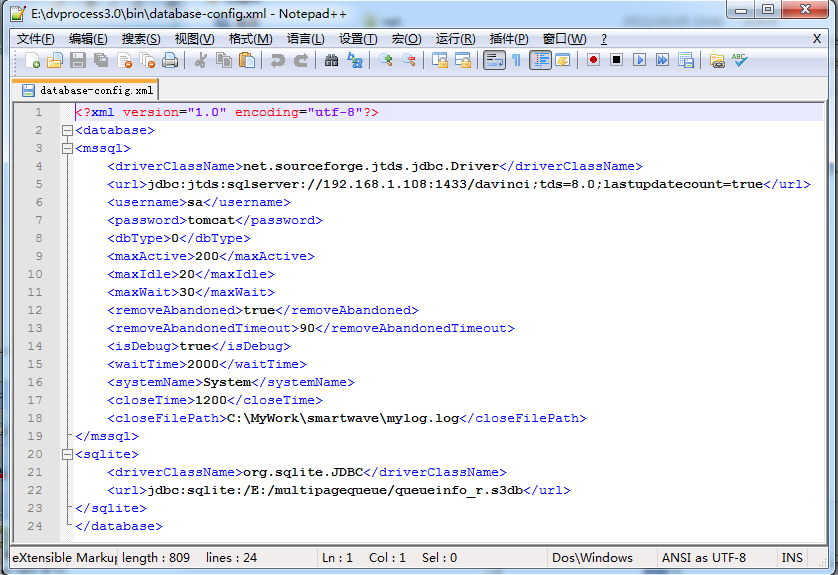 E:\dvprocess3.0\bin\database-config.xml - Notepad++
文件(F) 编辑(E) 搜索(S) 视图(V) 格式(M) 语言(L) 设置(T) 宏(O) 运行(R) 插件(P) 窗口(W) ? X
database-config.xml
1 <?xml version="1.0" encoding="utf-8"?>
2 <database>
3 <mssql>
4 <driverClassName>net.sourceforge.jtds.jdbc.Driver</driverClassName>
5 <url>jdbc:jtds:sqlserver://192.168.1.108:1433/davinci;tds=8.0;lastupdatecount=true</url>
6 <username>sa</username>
7 <password>tomcat</password>
8 <dbType>0</dbType>
9 <maxActive>200</maxActive>
10 <maxIdle>20</maxIdle>
11 <maxWait>30</maxWait>
12 <removeAbandoned>true</removeAbandoned>
13 <removeAbandonedTimeout>90</removeAbandonedTimeout>
14 <isDebug>true</isDebug>
15 <waitTime>2000</waitTime>
16 <systemName>System</systemName>
17 <closeTime>1200</closeTime>
18 <closeFilePath>C:\MyWork\smartwave\mylog.log</closeFilePath>
19 </mssql>
20 <sqlite>
21 <driverClassName>org.sqlite.JDBC</driverClassName>
22 <url>jdbc:sqlite:/E:/multipagequeue/queueinfo_r.s3db</url>
23 </sqlite>
24 </database>
eXtensible Markup length : 809 lines : 24 Ln : 1 Col : 1 Sel : 0 Dos\Windows ANSI as UTF-8 INS